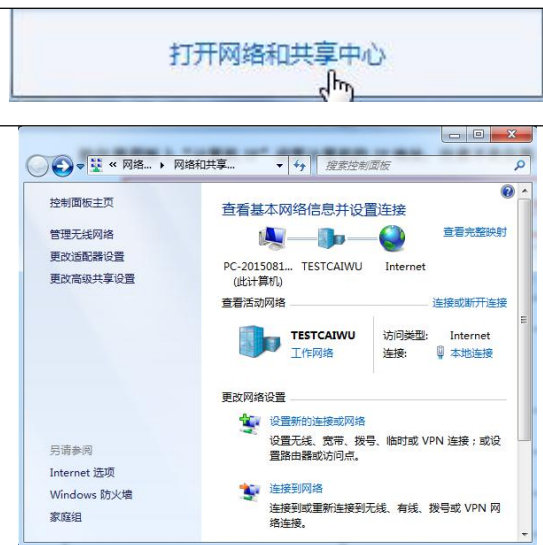 打开网络和共享中心
« 网络... ▸ 网络和共享... 搜索控制面板
控制面板主页
管理无线网络
更改适配器设置
更改高级共享设置
另请参阅
Internet 选项
Windows 防火墙
家庭组
查看基本网络信息并设置连接
查看完整映射
PC-2015081... TESTCAIWU Internet
(此计算机)
查看活动网络 连接或断开连接
TESTCAIWU 访问类型: Internet
工作网络 连接: 本地连接
更改网络设置
设置新的连接或网络
设置无线、宽带、拨号、临时或 VPN 连接；或设
置路由器或访问点。
连接到网络
连接到或重新连接到无线、有线、拨号或 VPN 网
络连接。